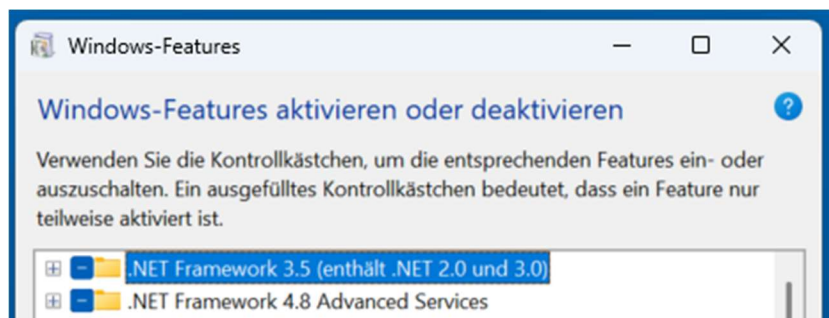 Windows-Features
Windows-Features aktivieren oder deaktivieren
?
Verwenden Sie die Kontrollkästchen, um die entsprechenden Features ein- oder
auszuschalten. Ein ausgefülltes Kontrollkästchen bedeutet, dass ein Feature nur
teilweise aktiviert ist.
.NET Framework 3.5 (enthält .NET 2.0 und 3.0)
.NET Framework 4.8 Advanced Services